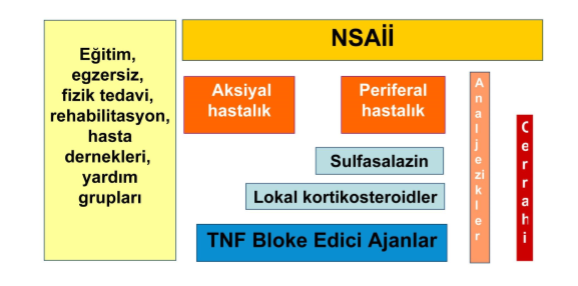 Eğitim,
egzersiz,
fizik tedavi,
rehabilitasyon,
hasta
dernekleri,
yardım
grupları
NSAİİ
Aksiyal
hastalık
Periferal
hastalık
Sulfasalazin
Lokal kortikosteroidler
TNF Bloke Edici Ajanlar
Analjezikler
Cerrahi